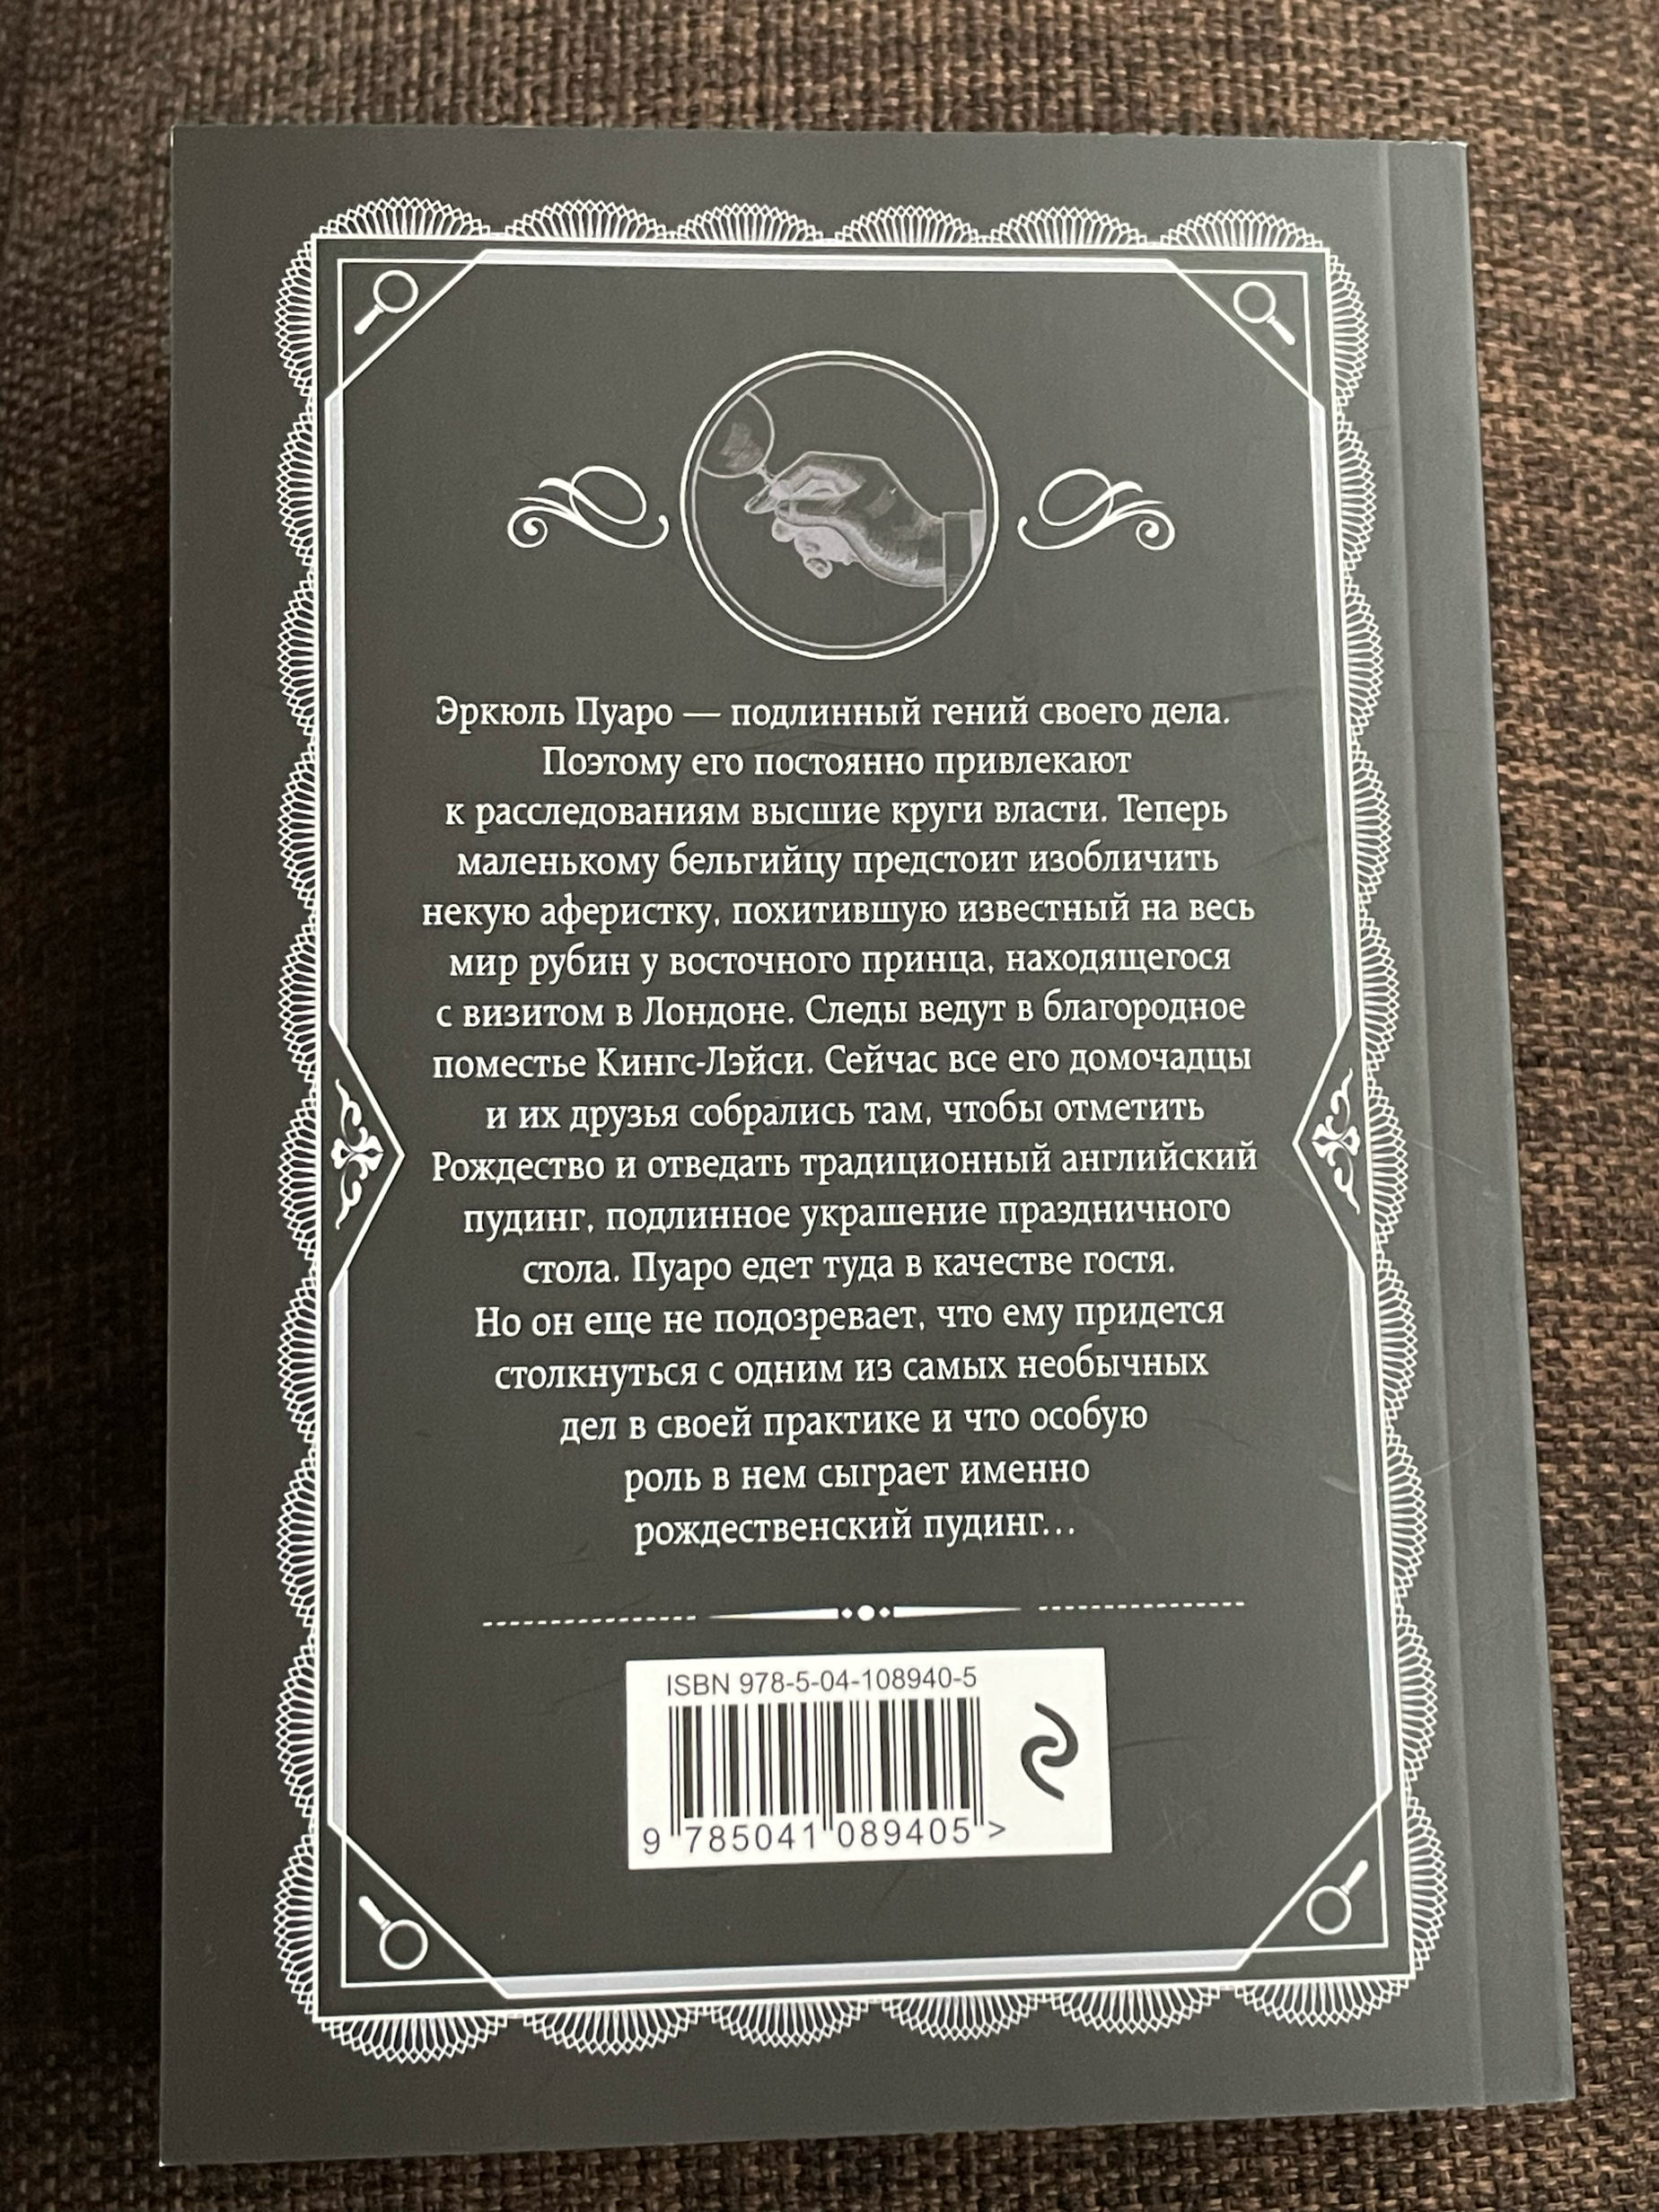 Эркюль Пуаро — подлинный гений своего дела.
Поэтому его постоянно привлекают
к расследованиям высшие круги власти. Теперь
маленькому бельгийцу предстоит изобличить
некую аферистку, похитившую известный на весь
мир рубин у восточного принца, находящегося
с визитом в Лондоне. Следы ведут в благородное
поместье Кингс-Лэйси. Сейчас все его домочадцы
и их друзья собрались там, чтобы отметить
Рождество и отведать традиционный английский
пудинг, подлинное украшение праздничного
стола. Пуаро едет туда в качестве гостя.
Но он еще не подозревает, что ему придется
столкнуться с одним из самых необычных
дел в своей практике и что особую
роль в нем сыграет именно
рождественский пудинг...
ISBN 978-5-04-108940-5
9 785041 089405 >